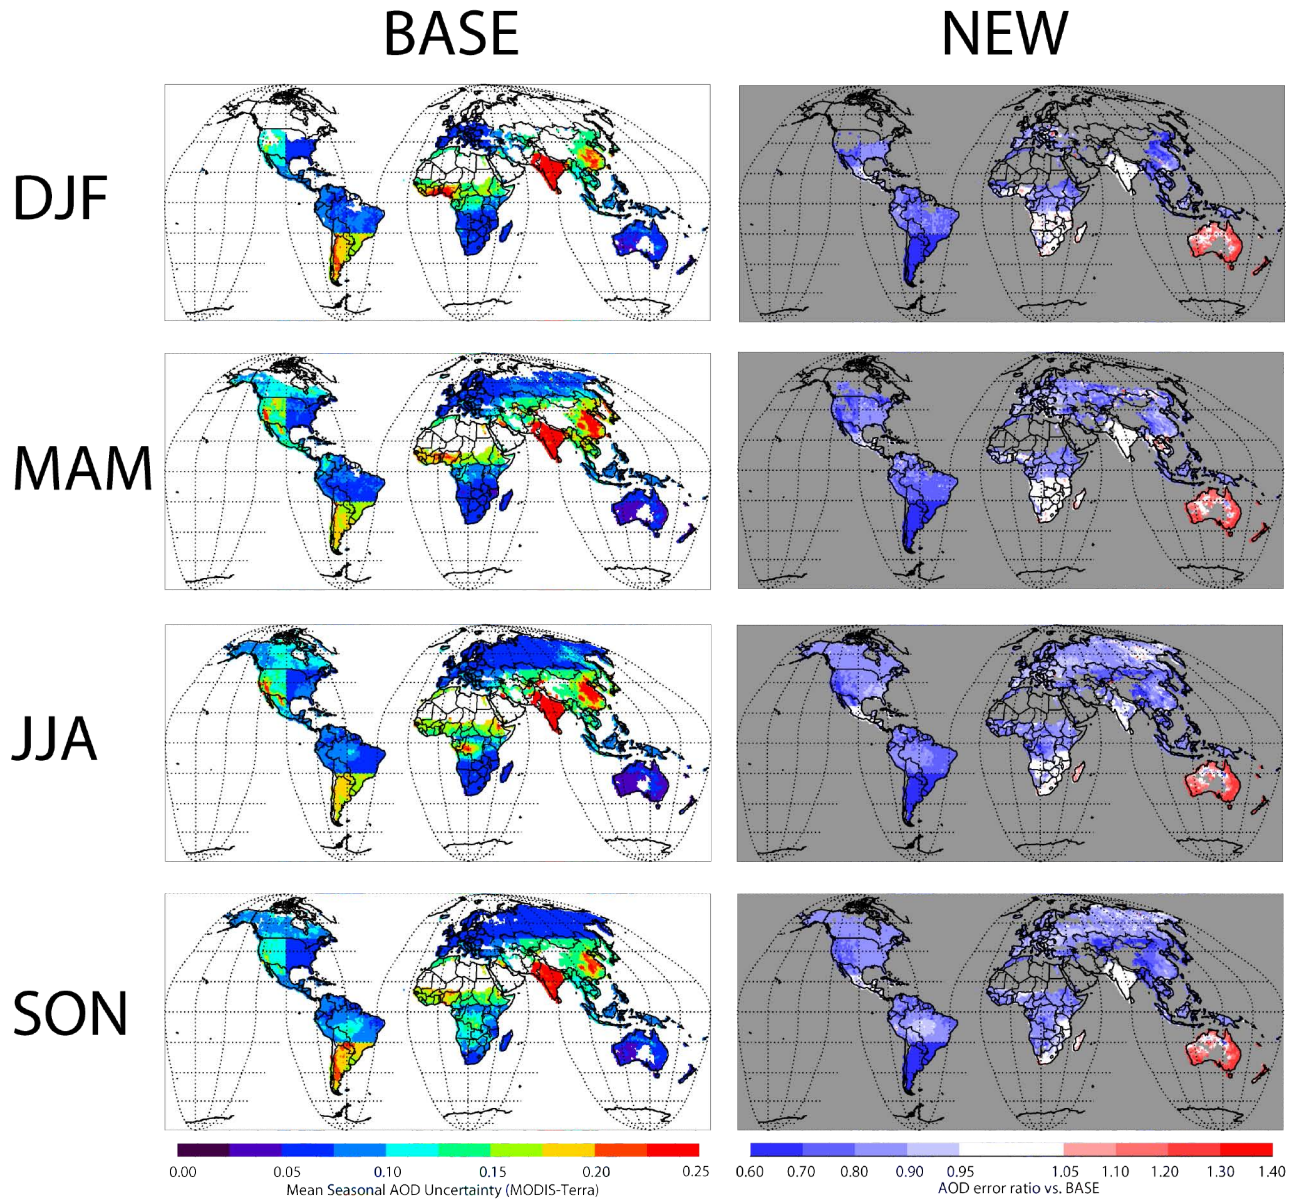 BASE NEW
DJF
MAM
JJA
SON
0.00 0.05 0.10 0.15 0.20 0.25
Mean Seasonal AOD Uncertainty (MODIS-Terra)
0.60 0.70 0.80 0.90 0.95 1.05 1.10 1.20 1.30 1.40
AOD error ratio vs. BASE